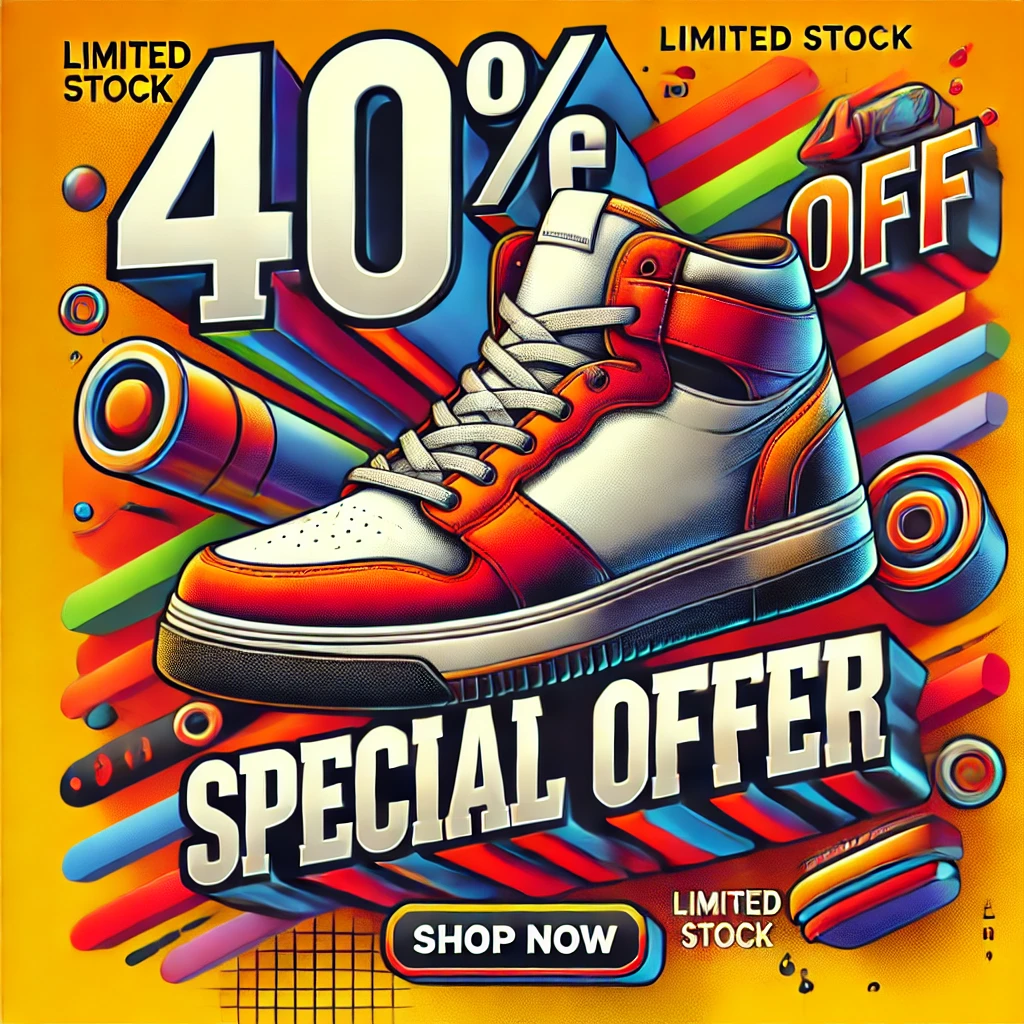 LIMITED
STOCK
LIMITED STOCK
40%
OFF
SPECIAL OFFER
SHOP NOW
LIMITED
STOCK